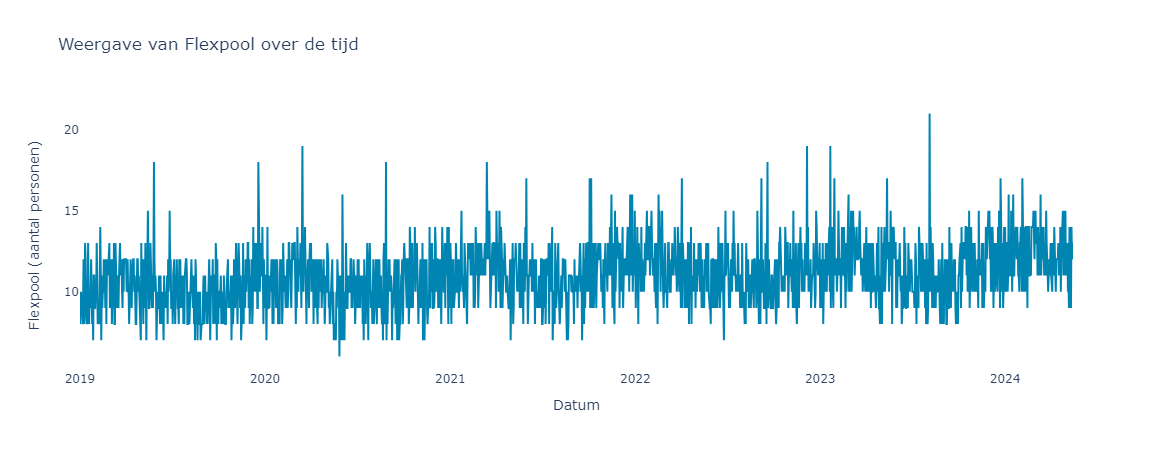 Weergave van Flexpool over de tijd
Flexpool (aantal personen)
20
15
10
2019 2020 2021 2022 2023 2024
Datum